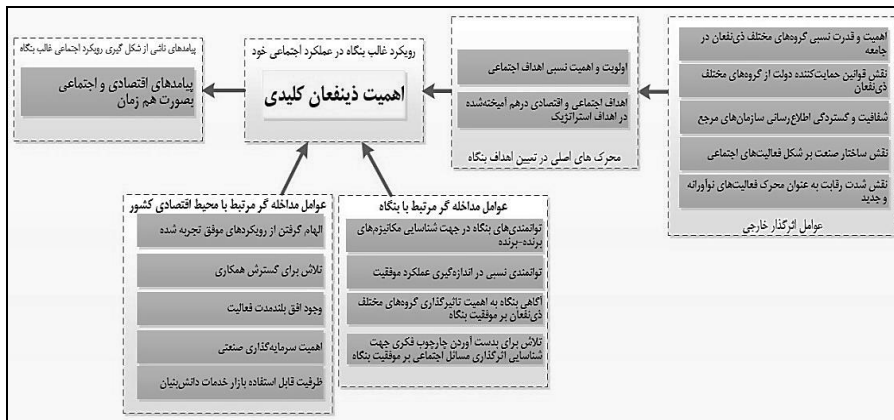 اهمیت و قدرت نسبی گروه‌های مختلف ذی‌نفعان در
جامعه
نقش قوانین حمایت‌کننده دولت از گروه‌های مختلف
ذی‌نفعان
شفافیت و گستردگی اطلاع‌رسانی سازمان‌های مرجع
نقش ساختار صنعت بر شکل فعالیت‌های اجتماعی
نقش شدت رقابت به عنوان محرک فعالیت‌های نوآورانه
و جدید
عوامل اثرگذار خارجی
اولویت و اهمیت نسبی اهداف اجتماعی
اهداف اجتماعی و اقتصادی درهم آمیخته‌شده
در اهداف استراتژیک
محرک های اصلی در تعیین اهداف بنگاه
رویکرد غالب بنگاه در عملکرد اجتماعی خود
اهمیت ذینفعان کلیدی
پیامدهای ناشی از شکل گیری رویکرد اجتماعی غالب بنگاه
پیامدهای اقتصادی و اجتماعی
بصورت هم زمان
عوامل مداخله گر مرتبط با بنگاه
توانمندی‌های بنگاه در جهت شناسایی مکانیزم‌های
برنده-برنده
توانمندی نسبی در اندازه‌گیری عملکرد موفقیت
آگاهی بنگاه به اهمیت تاثیرگذاری گروه‌های مختلف
ذی‌نفعان بر موفقیت بنگاه
تلاش برای بدست آوردن چارچوب فکری جهت
شناسایی اثرگذاری مسائل اجتماعی بر موفقیت بنگاه
عوامل مداخله گر مرتبط با محیط اقتصادی کشور
الهام گرفتن از رویکردهای موفق تجربه شده
تلاش برای گسترش همکاری
وجود افق بلندمدت فعالیت
اهمیت سرمایه‌گذاری صنعتی
ظرفیت قابل استفاده بازار خدمات دانش‌بنیان